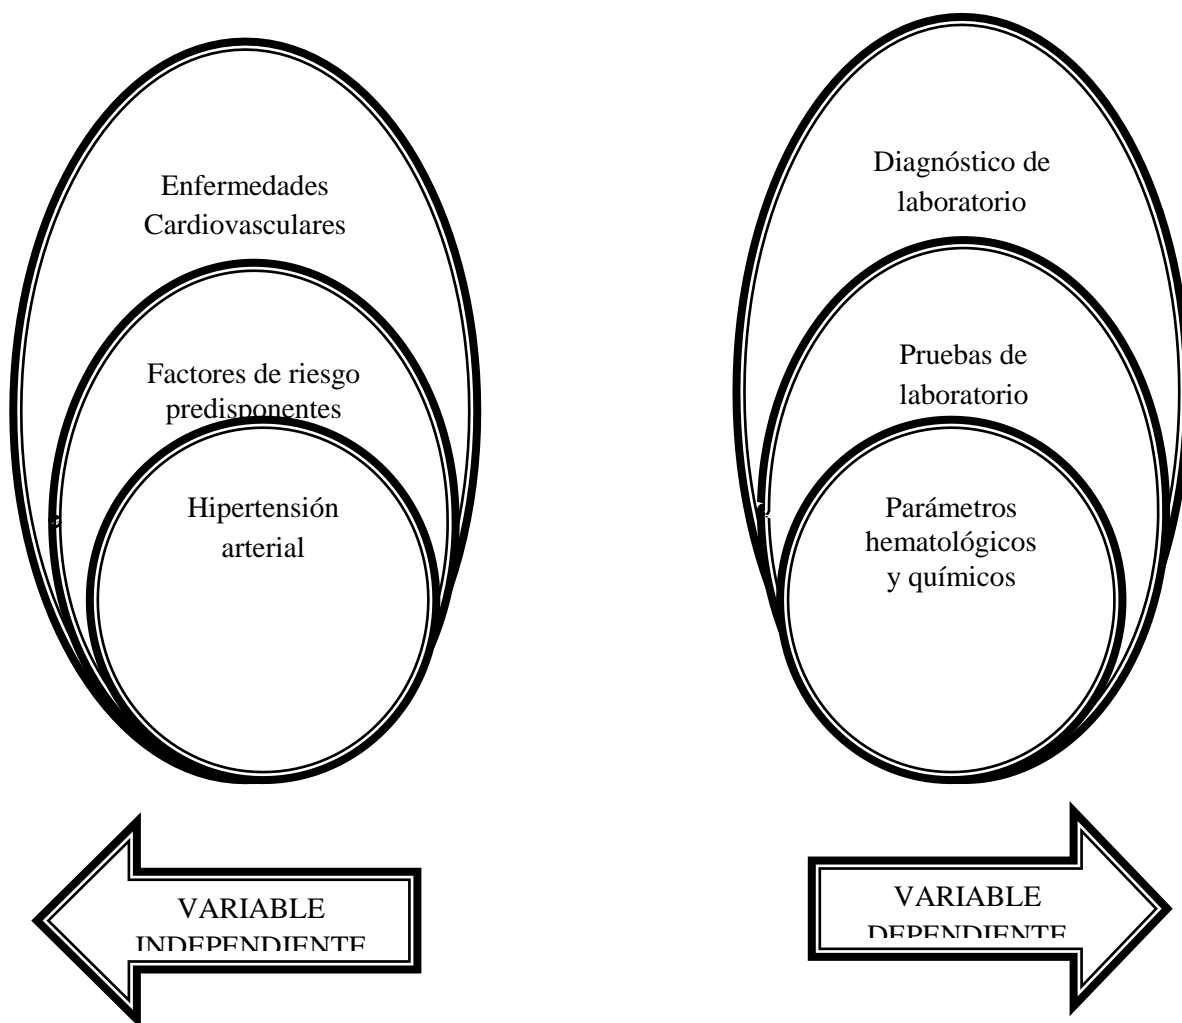 Enfermedades
Cardiovasculares
Factores de riesgo
predisponentes
Hipertensión
arterial
VARIABLE
INDEPENDIENTE
Diagnóstico de
laboratorio
Pruebas de
laboratorio
Parámetros
hematológicos
y químicos
VARIABLE
DEPENDIENTE